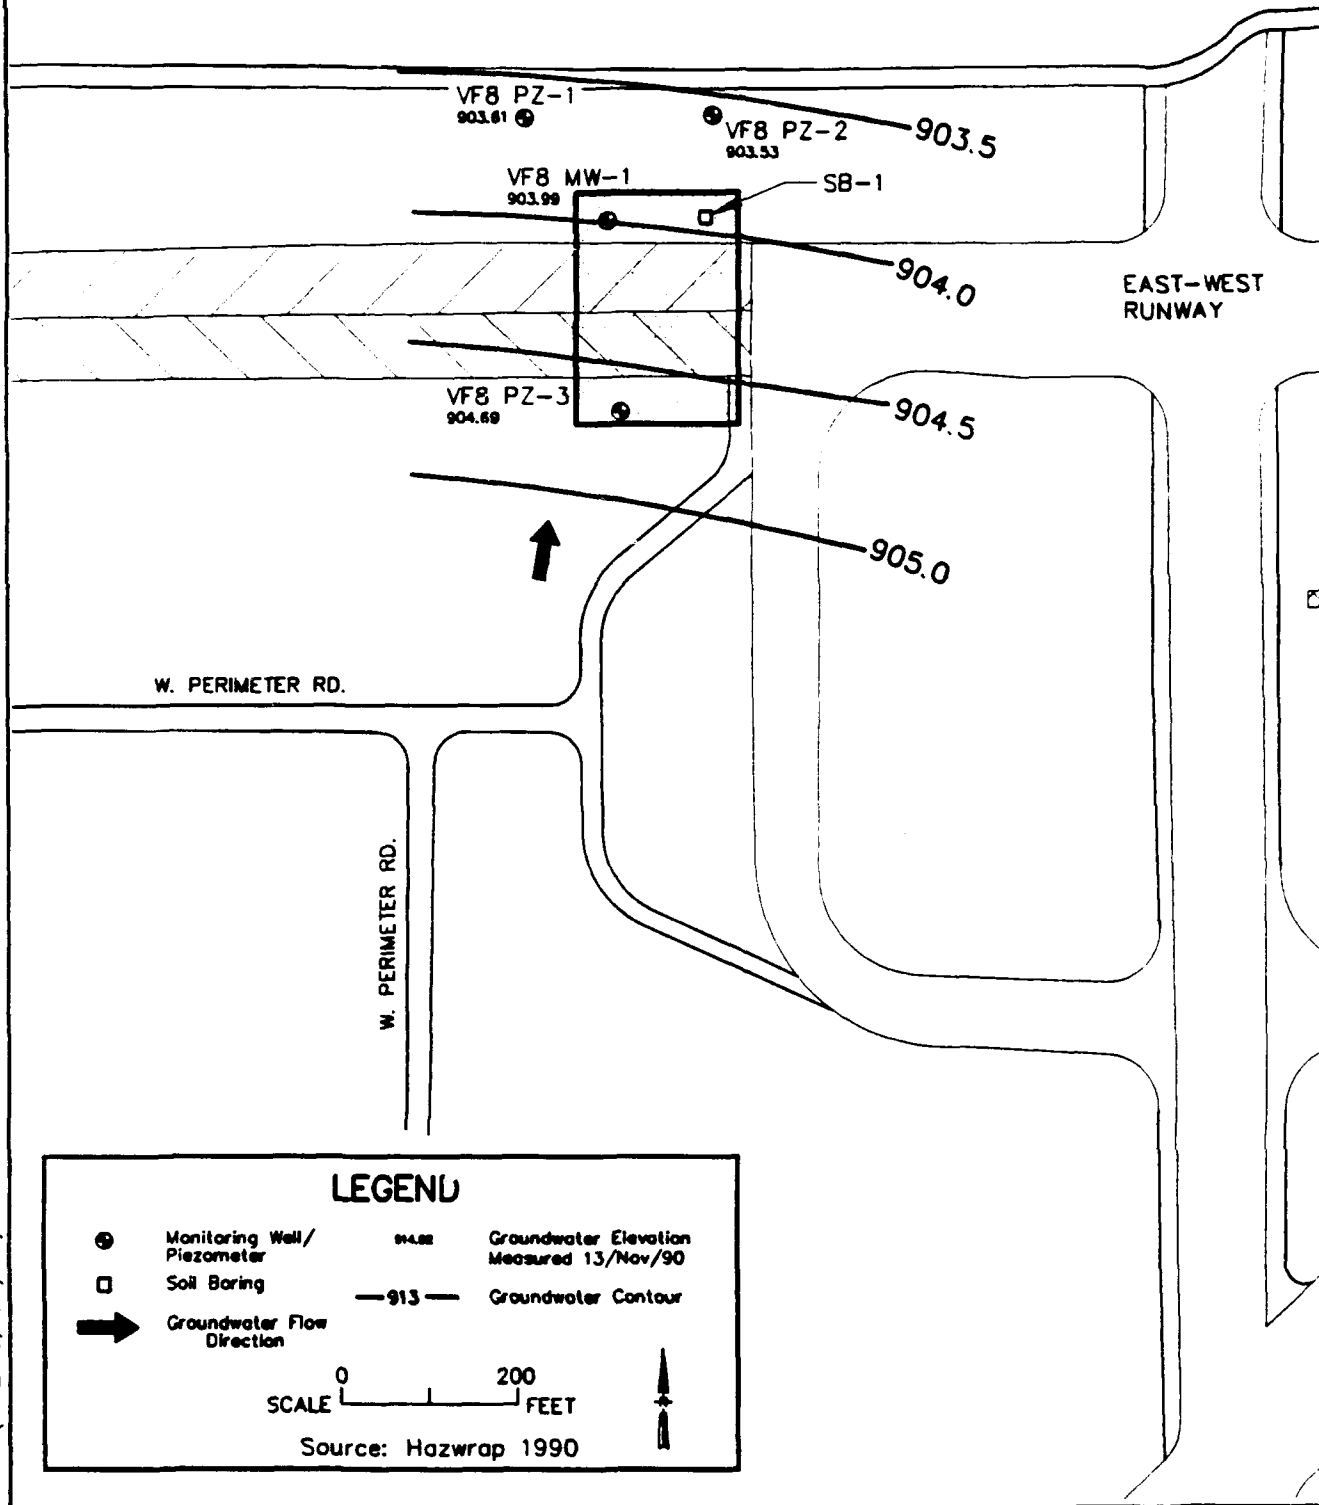 VF8 PZ-1
903.61
VF8 PZ-2
903.53
903.5
VF8 MW-1
903.99
SB-1
904.0
EAST-WEST
RUNWAY
VF8 PZ-3
904.69
904.5
905.0
W. PERIMETER RD.
W. PERIMETER RD.
LEGEND
Monitoring Well/
Piezometer
Groundwater Elevation
Measured 13/Nov/90
Soil Boring
913
Groundwater Contour
Groundwater Flow
Direction
0 200
SCALE FEET
Source: Hazwrap 1990